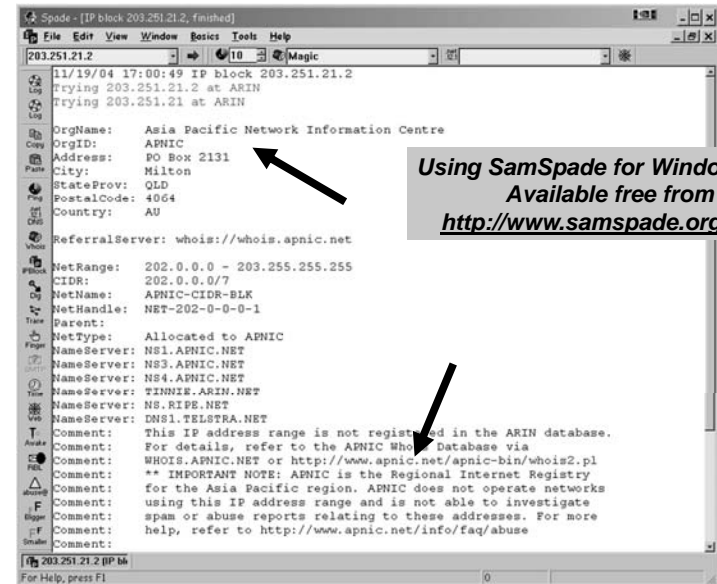 Spade - [IP block 203.251.21.2, finished]
File Edit View Window Basics Tools Help
203.251.21.2 10 Magic
11/19/04 17:00:49 IP block 203.251.21.2
Trying 203.251.21.2 at ARIN
Trying 203.251.21 at ARIN
OrgName: Asia Pacific Network Information Centre
OrgID: APNIC
Address: PO Box 2131
City: Milton
StateProv: QLD
PostalCode: 4064
Country: AU
ReferralServer: whois://whois.apnic.net
NetRange: 202.0.0.0 - 203.255.255.255
CIDR: 202.0.0.0/7
NetName: APNIC-CIDR-BLK
NetHandle: NET-202-0-0-0-1
Parent:
NetType: Allocated to APNIC
NameServer: NS1.APNIC.NET
NameServer: NS3.APNIC.NET
NameServer: NS4.APNIC.NET
NameServer: TINNIE.ARIN.NET
NameServer: NS.RIPE.NET
NameServer: DNS1.TELSTRA.NET
Comment: This IP address range is not registered in the ARIN database.
Comment: For details, refer to the APNIC Whois Database via
Comment: WHOIS.APNIC.NET or http://www.apnic.net/apnic-bin/whois2.pl
Comment: ** IMPORTANT NOTE: APNIC is the Regional Internet Registry
Comment: for the Asia Pacific region. APNIC does not operate networks
Comment: using this IP address range and is not able to investigate
Comment: spam or abuse reports relating to these addresses. For more
Comment: help, refer to http://www.apnic.net/info/faq/abuse
Comment:
Using SamSpade for Windo
Available free from
http://www.samspade.org
Log
Log
Copy
Paste
Ping
DNS
Whois
IPBlock
Dig
Trace
Finger
SMTP
Time
Web
Awake
RBL
abuse@
Bigger
Smaller
203.251.21.2 (IP bl
For Help, press F1 0